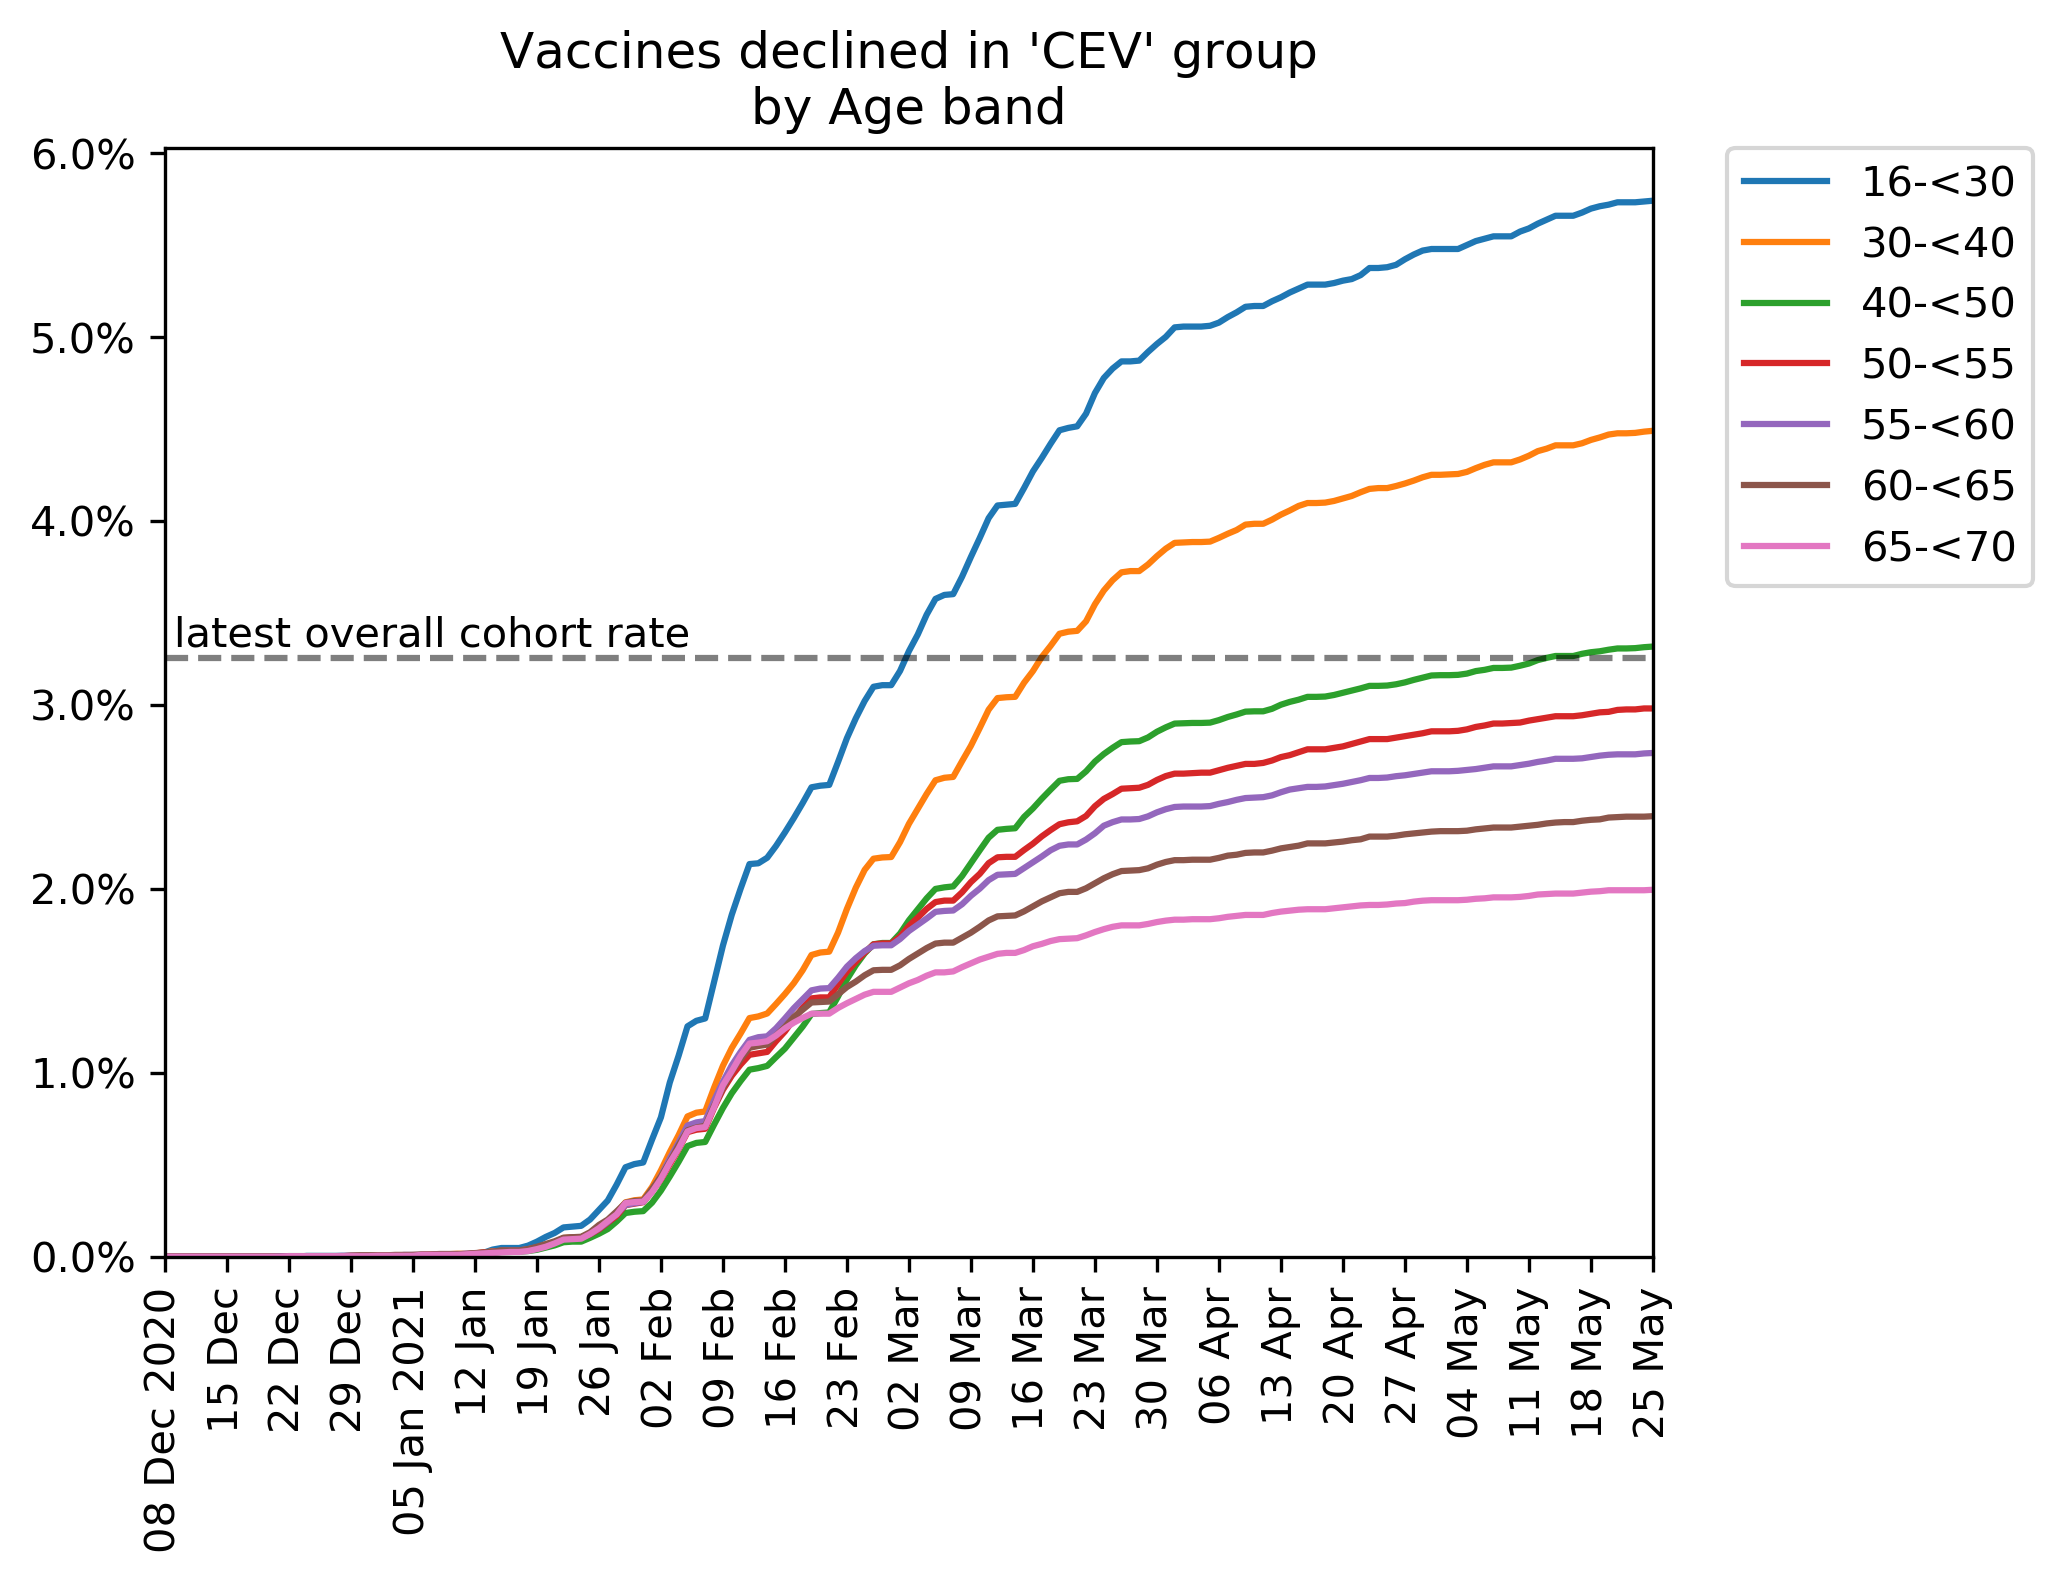 Vaccines declined in 'CEV' group
by Age band
6.0%
5.0%
4.0%
3.0%
2.0%
1.0%
0.0%
latest overall cohort rate
08 Dec 2020
15 Dec
22 Dec
29 Dec
05 Jan 2021
12 Jan
19 Jan
26 Jan
02 Feb
09 Feb
16 Feb
23 Feb
02 Mar
09 Mar
16 Mar
23 Mar
30 Mar
06 Apr
13 Apr
20 Apr
27 Apr
04 May
11 May
18 May
25 May
16-<30
30-<40
40-<50
50-<55
55-<60
60-<65
65-<70